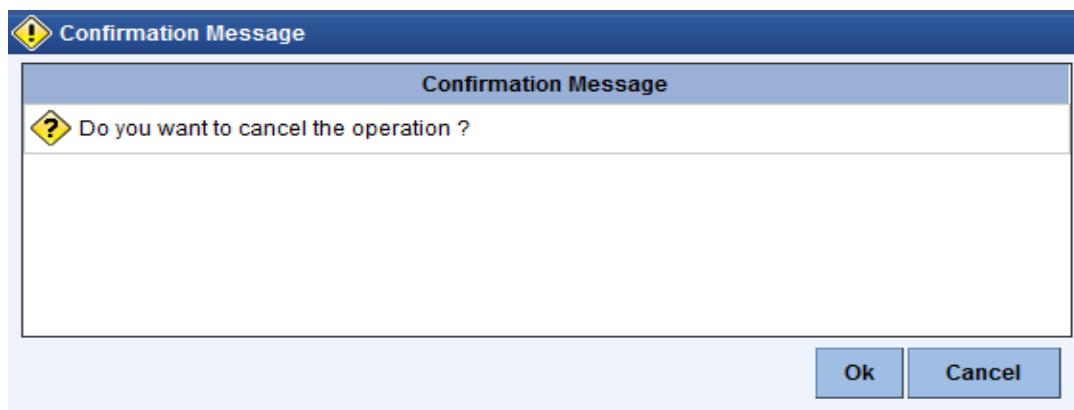 Confirmation Message
Confirmation Message
Do you want to cancel the operation ?
Ok Cancel